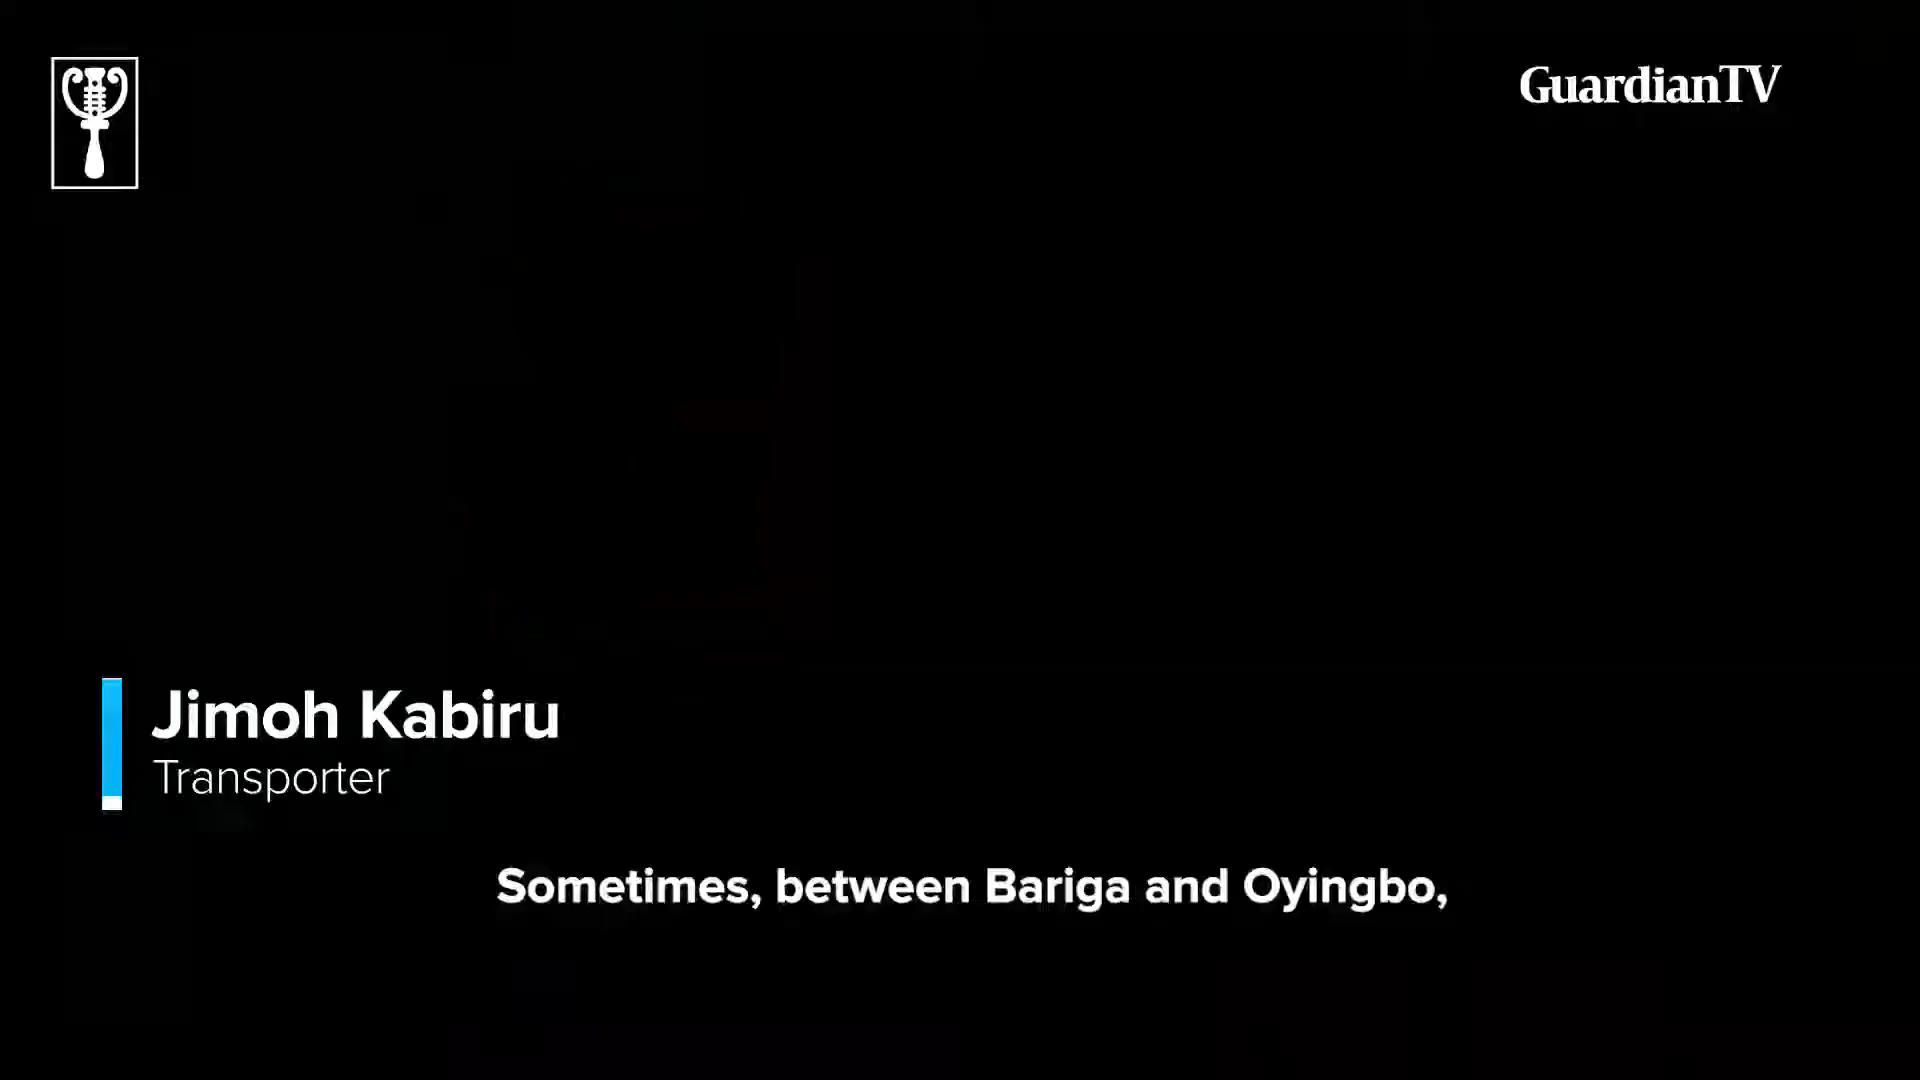 GuardianTV
Jimoh Kabiru
Transporter
Sometimes, between Bariga and Oyingbo,